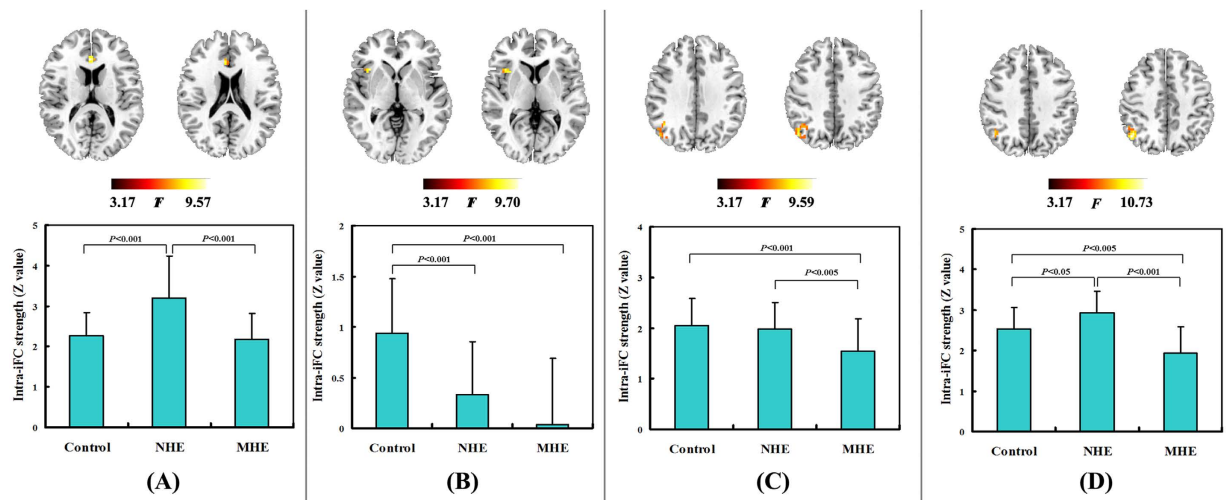 3.17 F 9.57
Intra-iFC strength (Z value)
5
4
3
2
1
0
P<0.001
P<0.001
Control NHE MHE
(A)
3.17 F 9.70
Intra-iFC strength (Z value)
2
1.5
1
0.5
0
P<0.001
P<0.001
Control NHE MHE
(B)
3.17 F 9.59
Intra-iFC strength (Z value)
4
3
2
1
0
P<0.001
P<0.005
Control NHE MHE
(C)
3.17 F 10.73
Intra-iFC strength (Z value)
5
4
3
2
1
0
P<0.005
P<0.05
P<0.001
Control NHE MHE
(D)